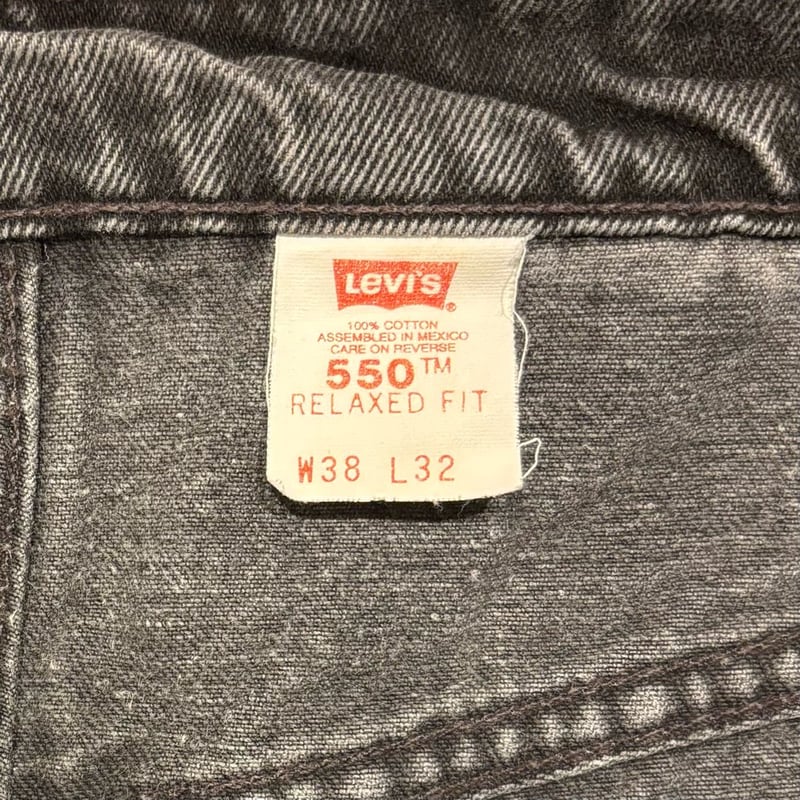 Levi's®
100% COTTON
ASSEMBLED IN MEXICO
CARE ON REVERSE
550™
RELAXED FIT
W38 L32